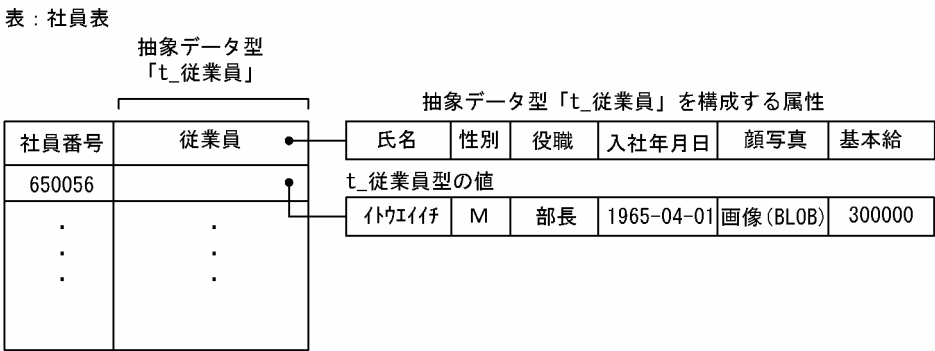 表：社員表
抽象データ型
「t_従業員」
抽象データ型「t_従業員」を構成する属性
社員番号 従業員 氏名 性別 役職 入社年月日 顔写真 基本給
650056
t_従業員型の値
ｲﾄｳｴｲｲﾁ M 部長 1965-04-01 画像(BLOB) 300000